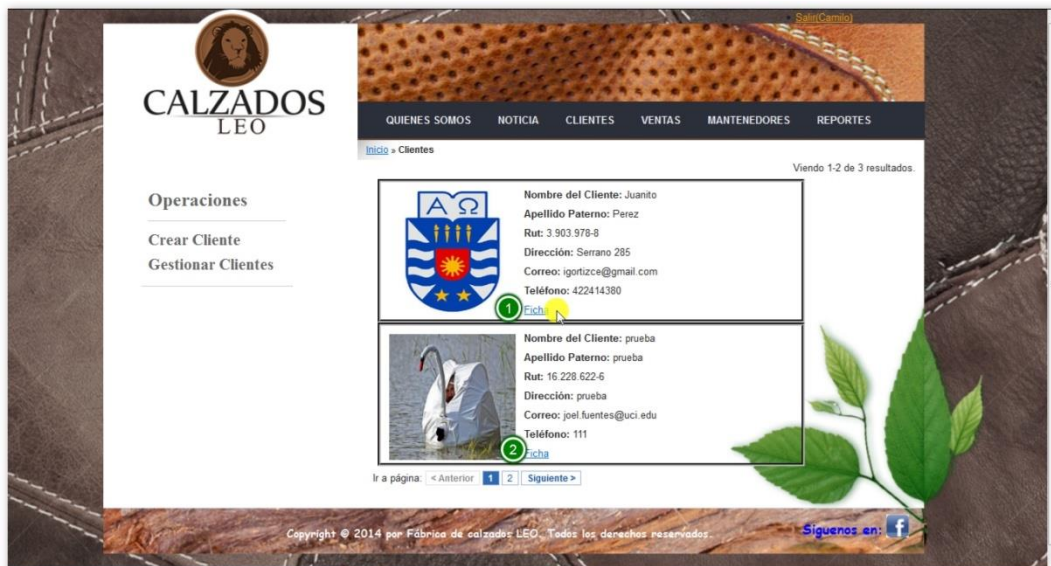 Salir(Camilo)
CALZADOS
LEO
QUIENES SOMOS NOTICIA CLIENTES VENTAS MANTENEDORES REPORTES
Inicio » Clientes
Viendo 1-2 de 3 resultados.
Operaciones
Crear Cliente
Gestionar Clientes
Α Ω
Nombre del Cliente: Juanito
Apellido Paterno: Perez
Rut: 3.903.978-8
Dirección: Serrano 285
Correo: igortizce@gmail.com
Teléfono: 422414380
1 Ficha
Nombre del Cliente: prueba
Apellido Paterno: prueba
Rut: 16.228.622-6
Dirección: prueba
Correo: joel.fuentes@uci.edu
Teléfono: 111
2 Ficha
Ir a página: < Anterior 1 2 Siguiente >
Copyright © 2014 por Fábrica de calzados LEO. Todos los derechos reservados.
Siguenos en: f